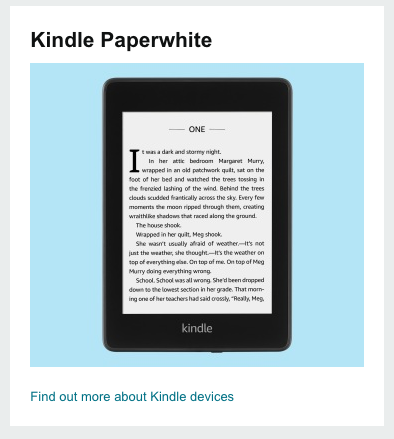 Kindle Paperwhite
ONE
It was a dark and stormy night.
In her attic bedroom Margaret Murry,
wrapped in an old patchwork quilt, sat on the
foot of her bed and watched the trees tossing in
the frenzied lashing of the wind. Behind the trees
clouds scudded frantically across the sky. Every few
moments the moon ripped through them, creating
wraithlike shadows that raced along the ground.
The house shook.
Wrapped in her quilt, Meg shook.
She wasn't usually afraid of weather.—It's not
just the weather, she thought.—It's the weather on
top of everything else. On top of me. On top of Meg
Murry doing everything wrong.
School. School was all wrong. She'd been dropped
down to the lowest section in her grade. That morn-
ing one of her teachers had said crossly, "Really, Meg,
kindle
Find out more about Kindle devices